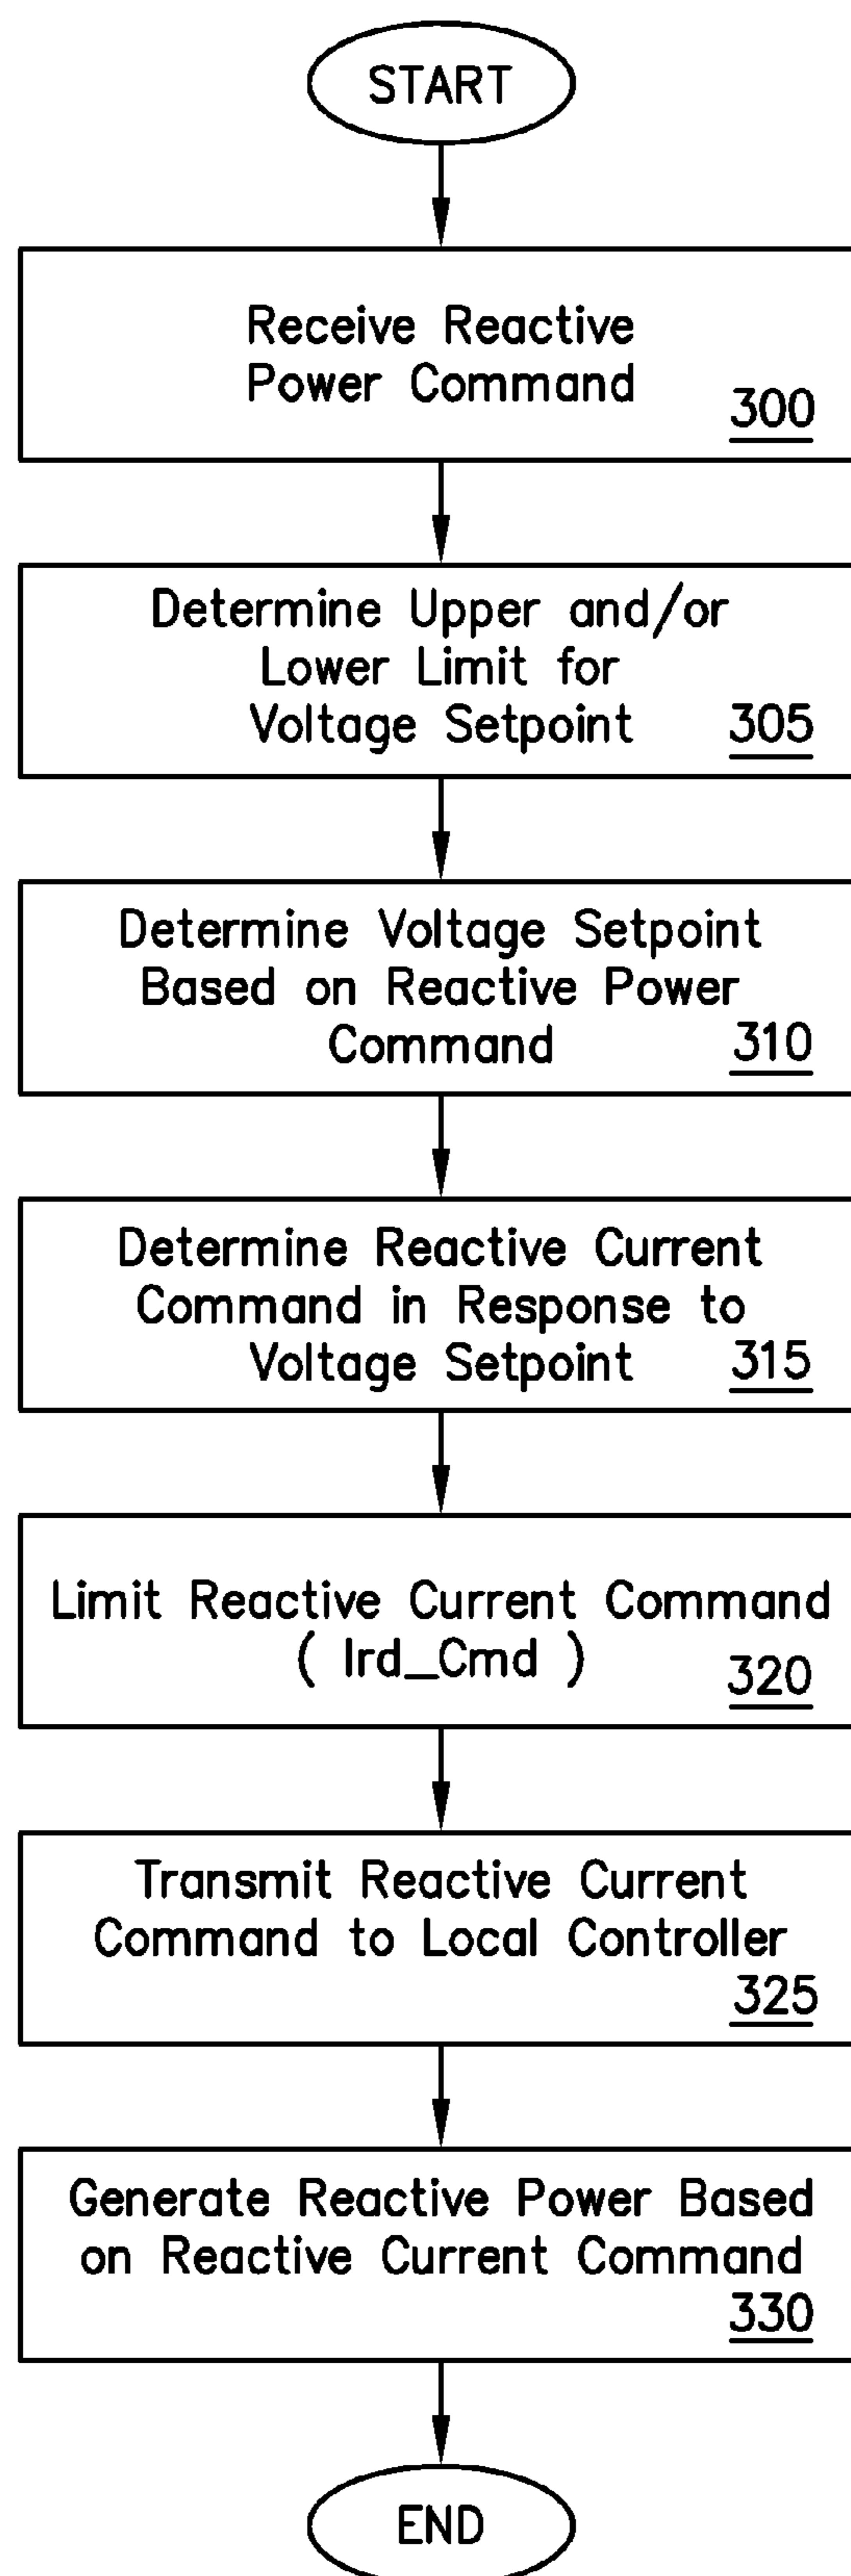 START
Receive Reactive
Power Command
300
Determine Upper and/or
Lower Limit for
Voltage Setpoint
305
Determine Voltage Setpoint
Based on Reactive Power
Command
310
Determine Reactive Current
Command in Response to
Voltage Setpoint
315
Limit Reactive Current Command
( Ird_Cmd )
320
Transmit Reactive Current
Command to Local Controller
325
Generate Reactive Power Based
on Reactive Current Command
330
END